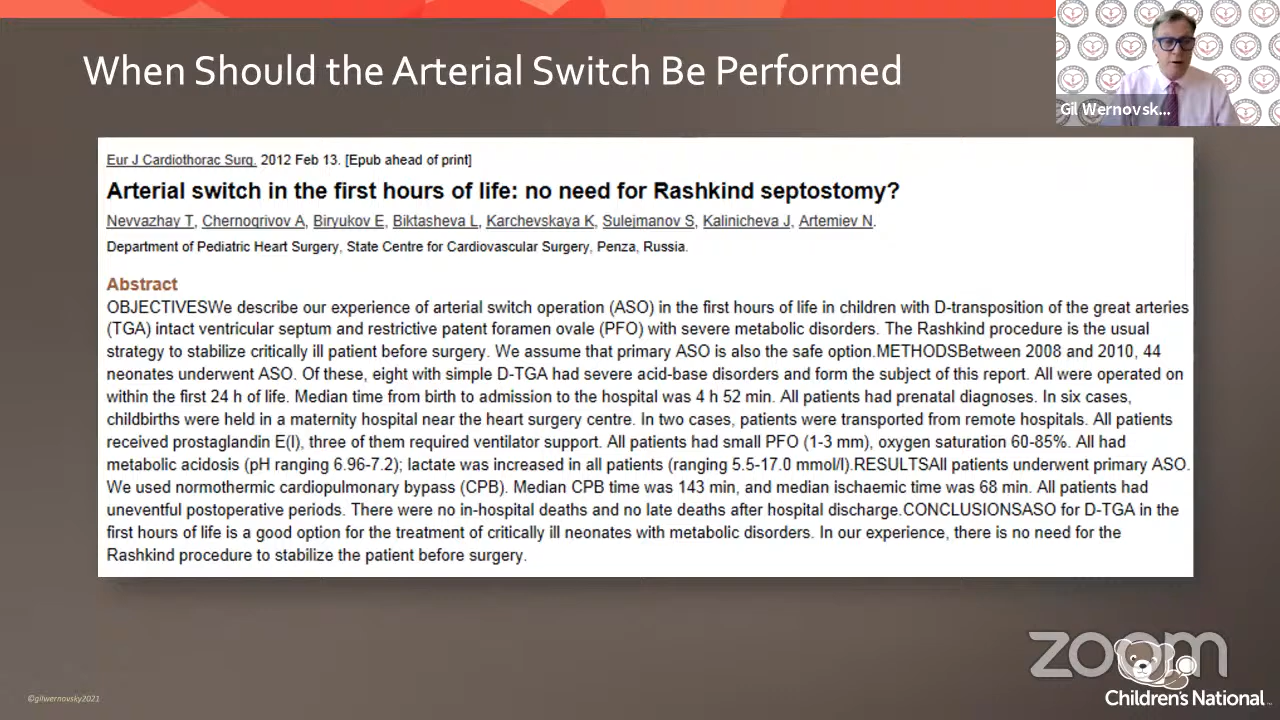 When Should the Arterial Switch Be Performed
Gil Wernovsk...
Eur J Cardiothorac Surg. 2012 Feb 13. [Epub ahead of print]
Arterial switch in the first hours of life: no need for Rashkind septostomy?
Nevvazhay T, Chernogrivov A, Biryukov E, Biktasheva L, Karchevskaya K, Sulejmanov S, Kalinicheva J, Artemiev N.
Department of Pediatric Heart Surgery, State Centre for Cardiovascular Surgery, Penza, Russia.
Abstract
OBJECTIVESWe describe our experience of arterial switch operation (ASO) in the first hours of life in children with D-transposition of the great arteries
(TGA) intact ventricular septum and restrictive patent foramen ovale (PFO) with severe metabolic disorders. The Rashkind procedure is the usual
strategy to stabilize critically ill patient before surgery. We assume that primary ASO is also the safe option.METHODSBetween 2008 and 2010, 44
neonates underwent ASO. Of these, eight with simple D-TGA had severe acid-base disorders and form the subject of this report. All were operated on
within the first 24 h of life. Median time from birth to admission to the hospital was 4 h 52 min. All patients had prenatal diagnoses. In six cases,
childbirths were held in a maternity hospital near the heart surgery centre. In two cases, patients were transported from remote hospitals. All patients
received prostaglandin E(I), three of them required ventilator support. All patients had small PFO (1-3 mm), oxygen saturation 60-85%. All had
metabolic acidosis (pH ranging 6.96-7.2); lactate was increased in all patients (ranging 5.5-17.0 mmol/l).RESULTSAll patients underwent primary ASO.
We used normothermic cardiopulmonary bypass (CPB). Median CPB time was 143 min, and median ischaemic time was 68 min. All patients had
uneventful postoperative periods. There were no in-hospital deaths and no late deaths after hospital discharge.CONCLUSIONSASO for D-TGA in the
first hours of life is a good option for the treatment of critically ill neonates with metabolic disorders. In our experience, there is no need for the
Rashkind procedure to stabilize the patient before surgery.
zoom
Children's National
©gilwernovsky2021